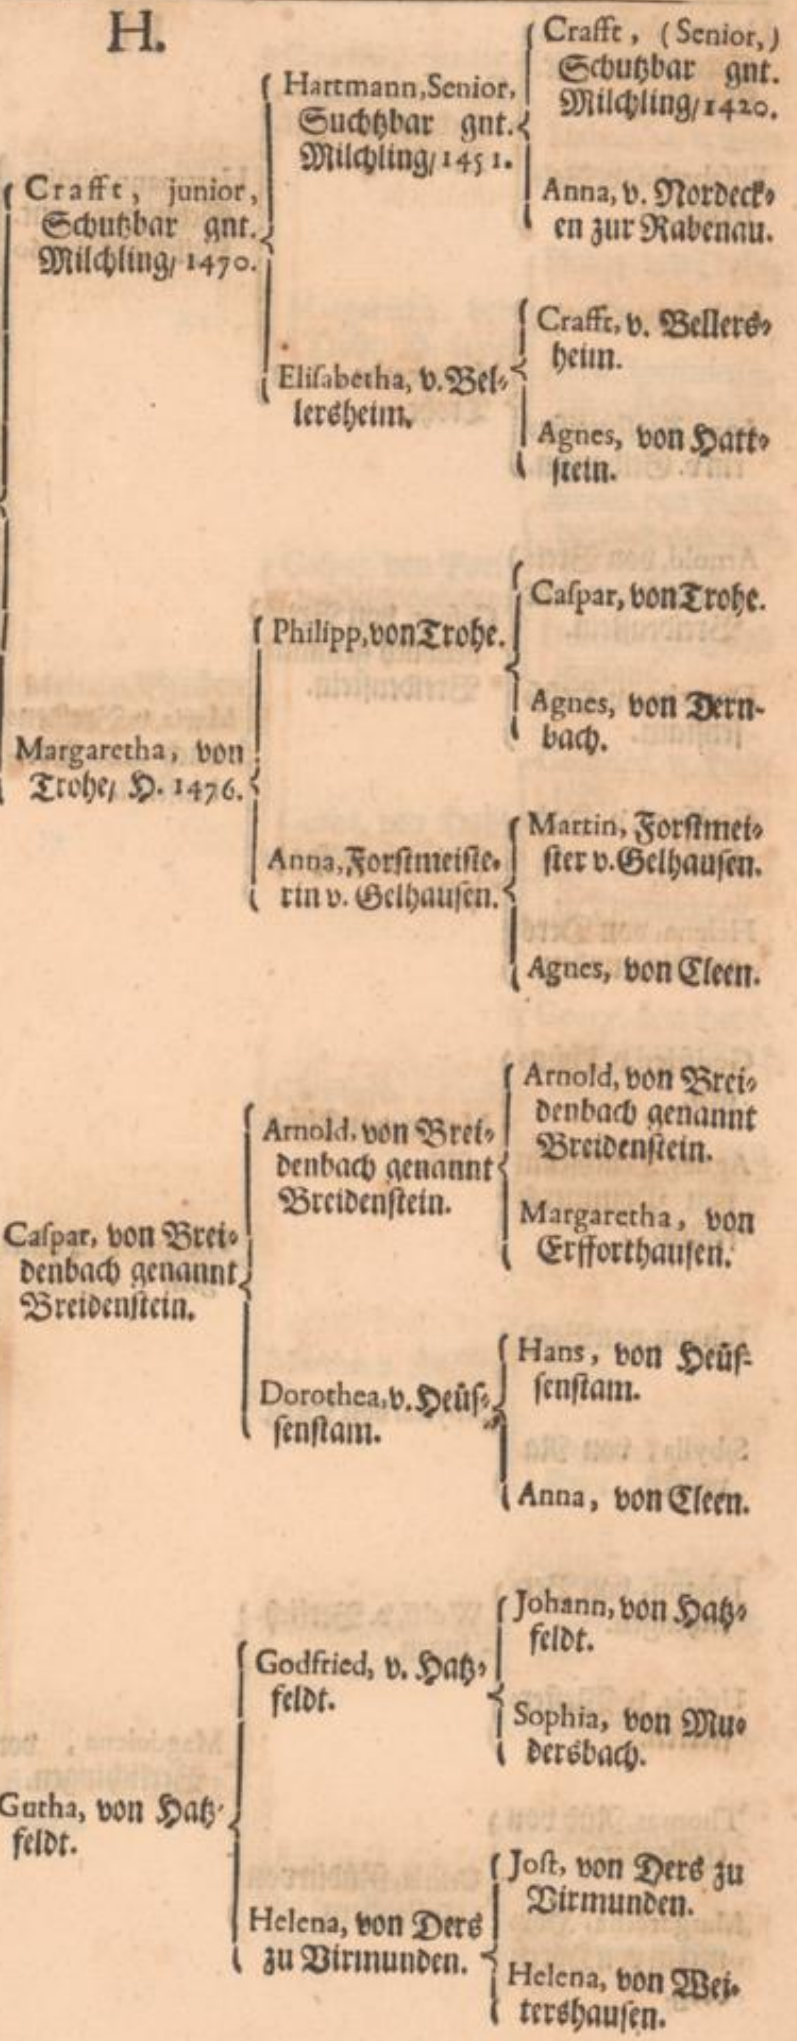 H.
Crafft, junior,
Schutzbar gnt.
Milchling/ 1470.
Margaretha, von
Trohe/ H. 1476.
Caspar, von Brei-
denbach genannt
Breidenstein.
Gutha, von Hatz-
feldt.
Hartmann, Senior,
Suchtzbar gnt.
Milchling/ 1451.
Elisabetha, v. Bel-
lersheim.
Philipp, von Trohe.
Anna, Forstmeiste-
rin v. Gelhausen.
Arnold, von Brei-
denbach genannt
Breidenstein.
Dorothea, v. Heüs-
senstam.
Godfried, v. Hatz-
feldt.
Helena, von Ders
zu Virmunden.
Crafft, (Senior,)
Schutzbar gnt.
Milchling/ 1420.
Anna, v. Nordeck-
en zur Rabenau.
Crafft, v. Bellers-
heim.
Agnes, von Hatt-
stein.
Caspar, von Trohe.
Agnes, von Dern-
bach.
Martin, Forstmei-
ster v. Gelhausen.
Agnes, von Cleen.
Arnold, von Brei-
denbach genannt
Breidenstein.
Margaretha, von
Erfforthausen.
Hans, von Heüs-
senstam.
Anna, von Cleen.
Johann, von Hatz-
feldt.
Sophia, von Mu-
dersbach.
Jost, von Ders zu
Virmunden.
Helena, von Wei-
tershausen.